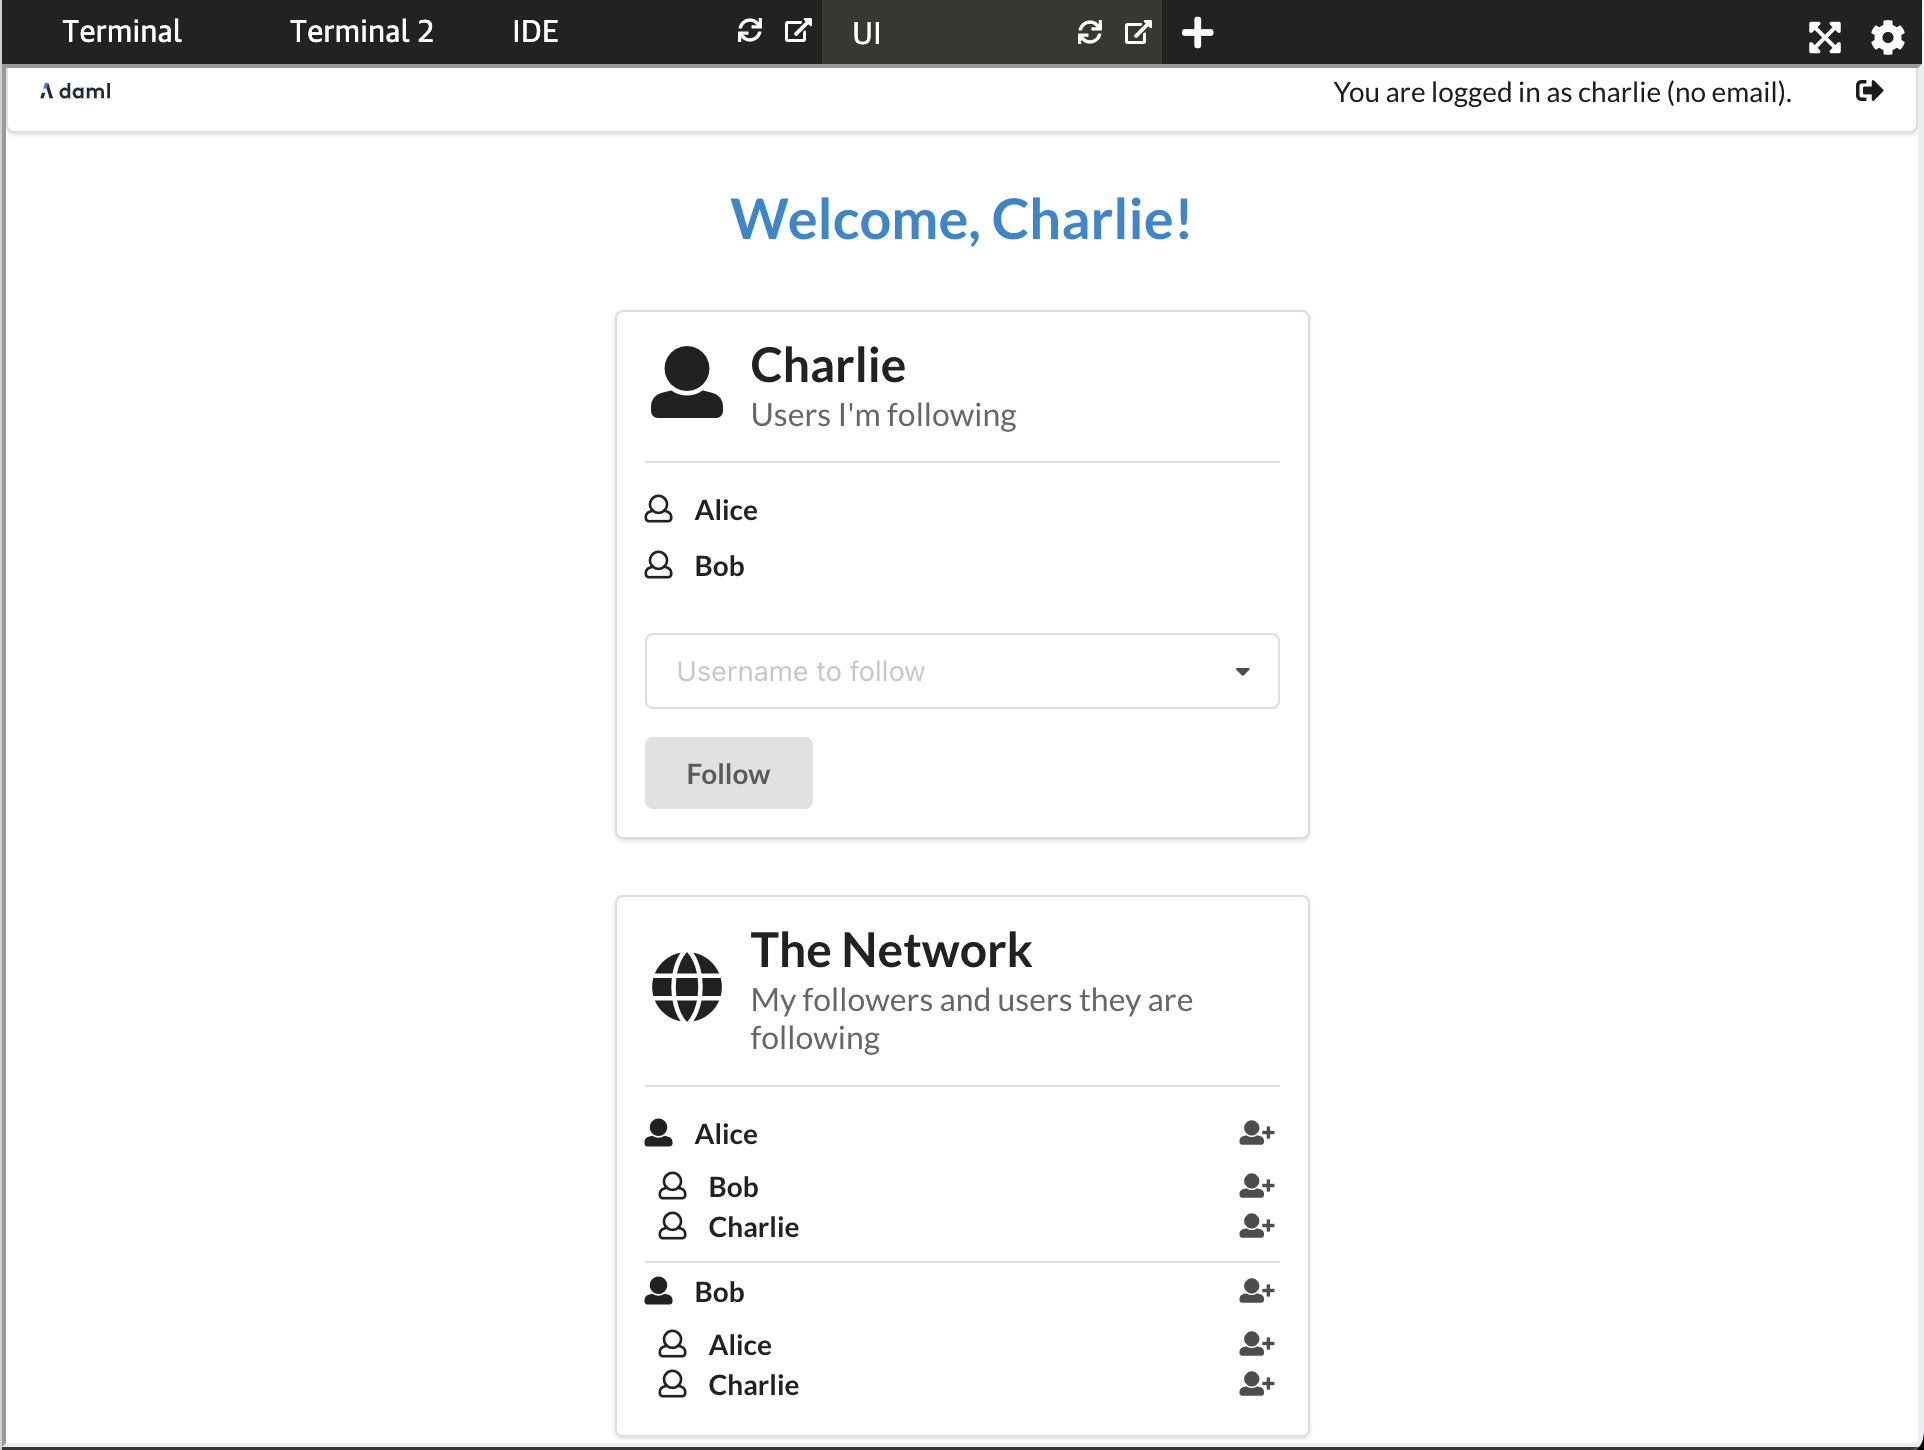 Terminal
Terminal 2
IDE
UI
daml
You are logged in as charlie (no email).
Welcome, Charlie!
Charlie
Users I'm following
Alice
Bob
Username to follow
Follow
The Network
My followers and users they are
following
Alice
Bob
Charlie
Bob
Alice
Charlie